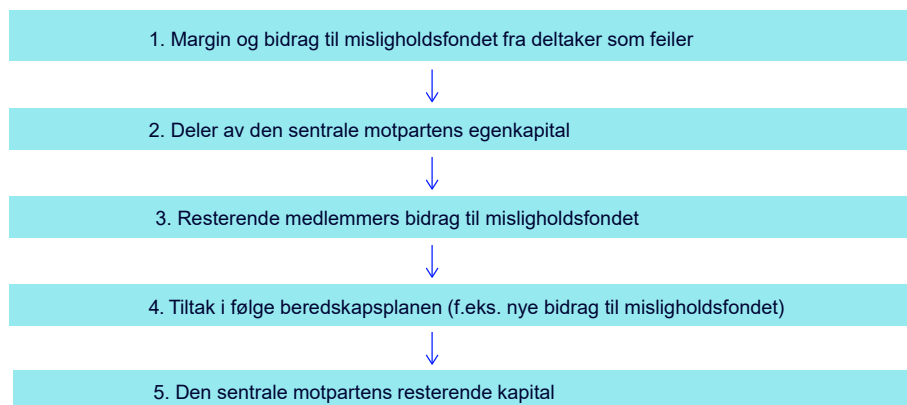 1. Margin og bidrag til misligholdsfondet fra deltaker som feiler
2. Deler av den sentrale motpartens egenkapital
3. Resterende medlemmers bidrag til misligholdsfondet
4. Tiltak i følge beredskapsplanen (f.eks. nye bidrag til misligholdsfondet)
5. Den sentrale motpartens resterende kapital